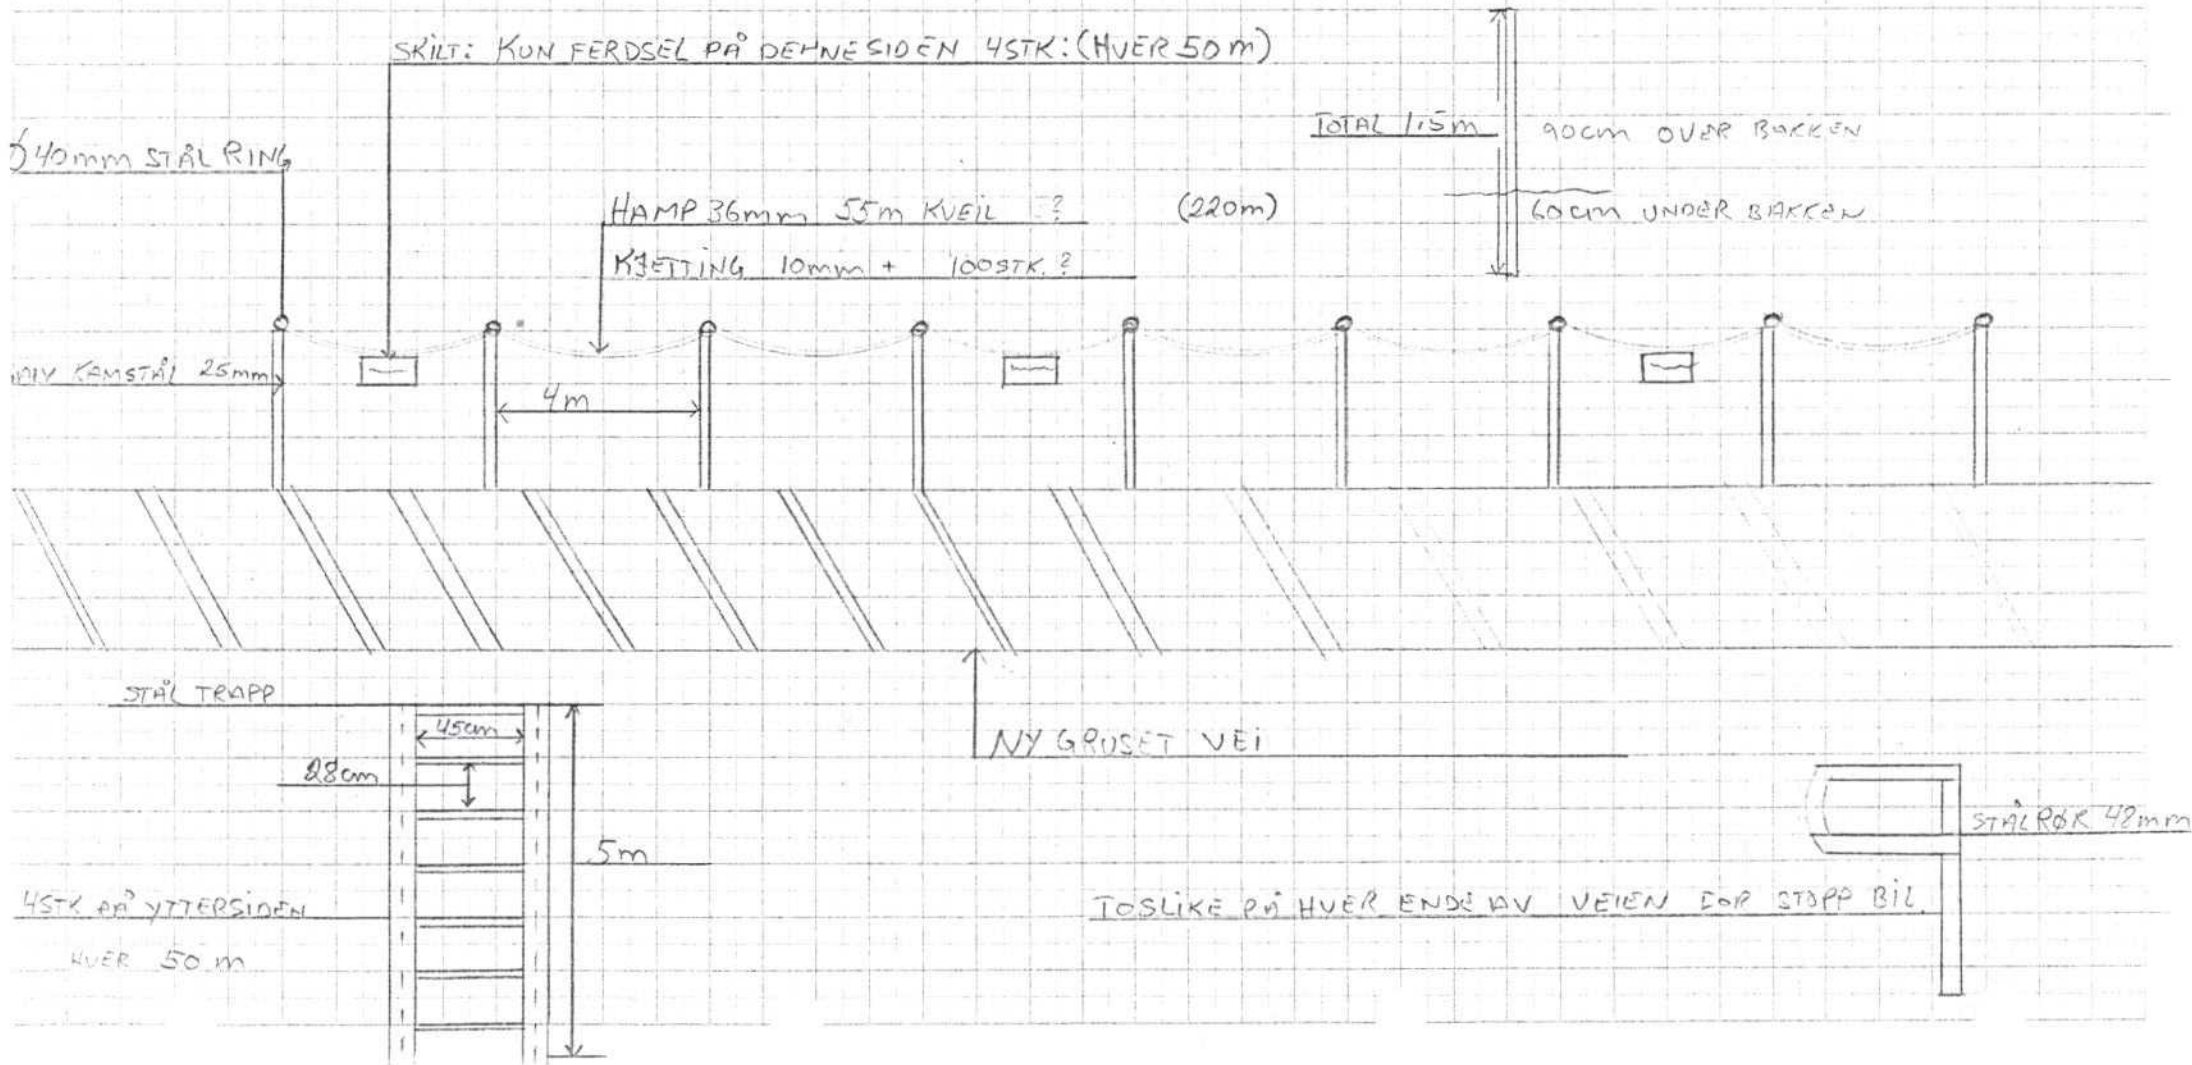 SKILT: KUN FERDSEL PÅ DENNE SIDEN 4STK: (HVER 50m)
TOTAL 1,5m
90cm OVER BAKKEN
Ø40mm STÅL RING
HAMP 36mm 55m KVEIL ? (220m)
60cm UNDER BAKKEN
KJETTING 10mm + 100STK. ?
KAMSTÅL 25mm
4m
STÅL TRAPP
45cm
NY GRUSET VEI
28cm
STÅLRØR 48mm
5m
4STK PÅ YTTERSIDEN
TOSLIKE PÅ HVER ENDE AV VEIEN FOR STOPP BIL.
HVER 50 m